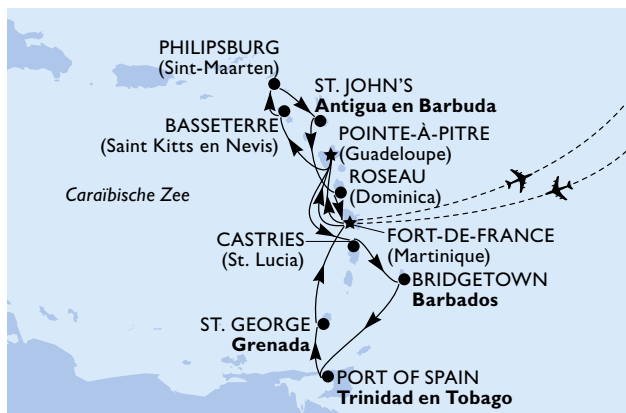 PHILIPSBURG
(Sint-Maarten)
ST. JOHN'S
Antigua en Barbuda
BASSETERRE
(Saint Kitts en Nevis)
POINTE-À-PITRE
(Guadeloupe)
ROSEAU
(Dominica)
Caraïbische Zee
CASTRIES
(St. Lucia)
FORT-DE-FRANCE
(Martinique)
BRIDGETOWN
Barbados
ST. GEORGE
Grenada
PORT OF SPAIN
Trinidad en Tobago